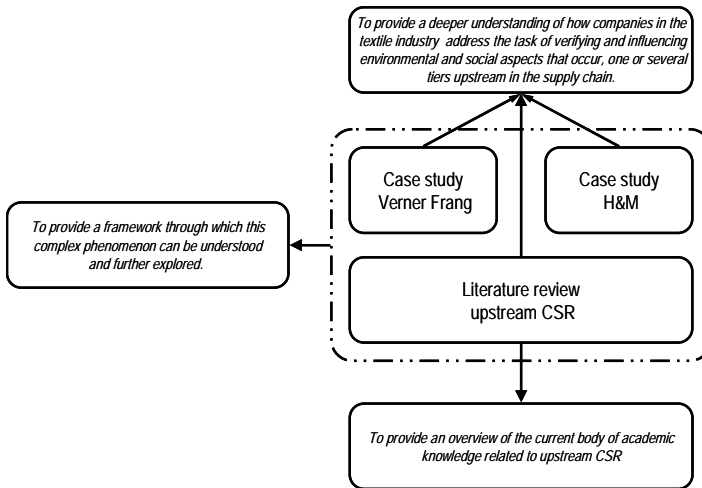 To provide a deeper understanding of how companies in the
textile industry address the task of verifying and influencing
environmental and social aspects that occur, one or several
tiers upstream in the supply chain.
Case study
Verner Frang
Case study
H&M
To provide a framework through which this
complex phenomenon can be understood
and further explored.
Literature review
upstream CSR
To provide an overview of the current body of academic
knowledge related to upstream CSR